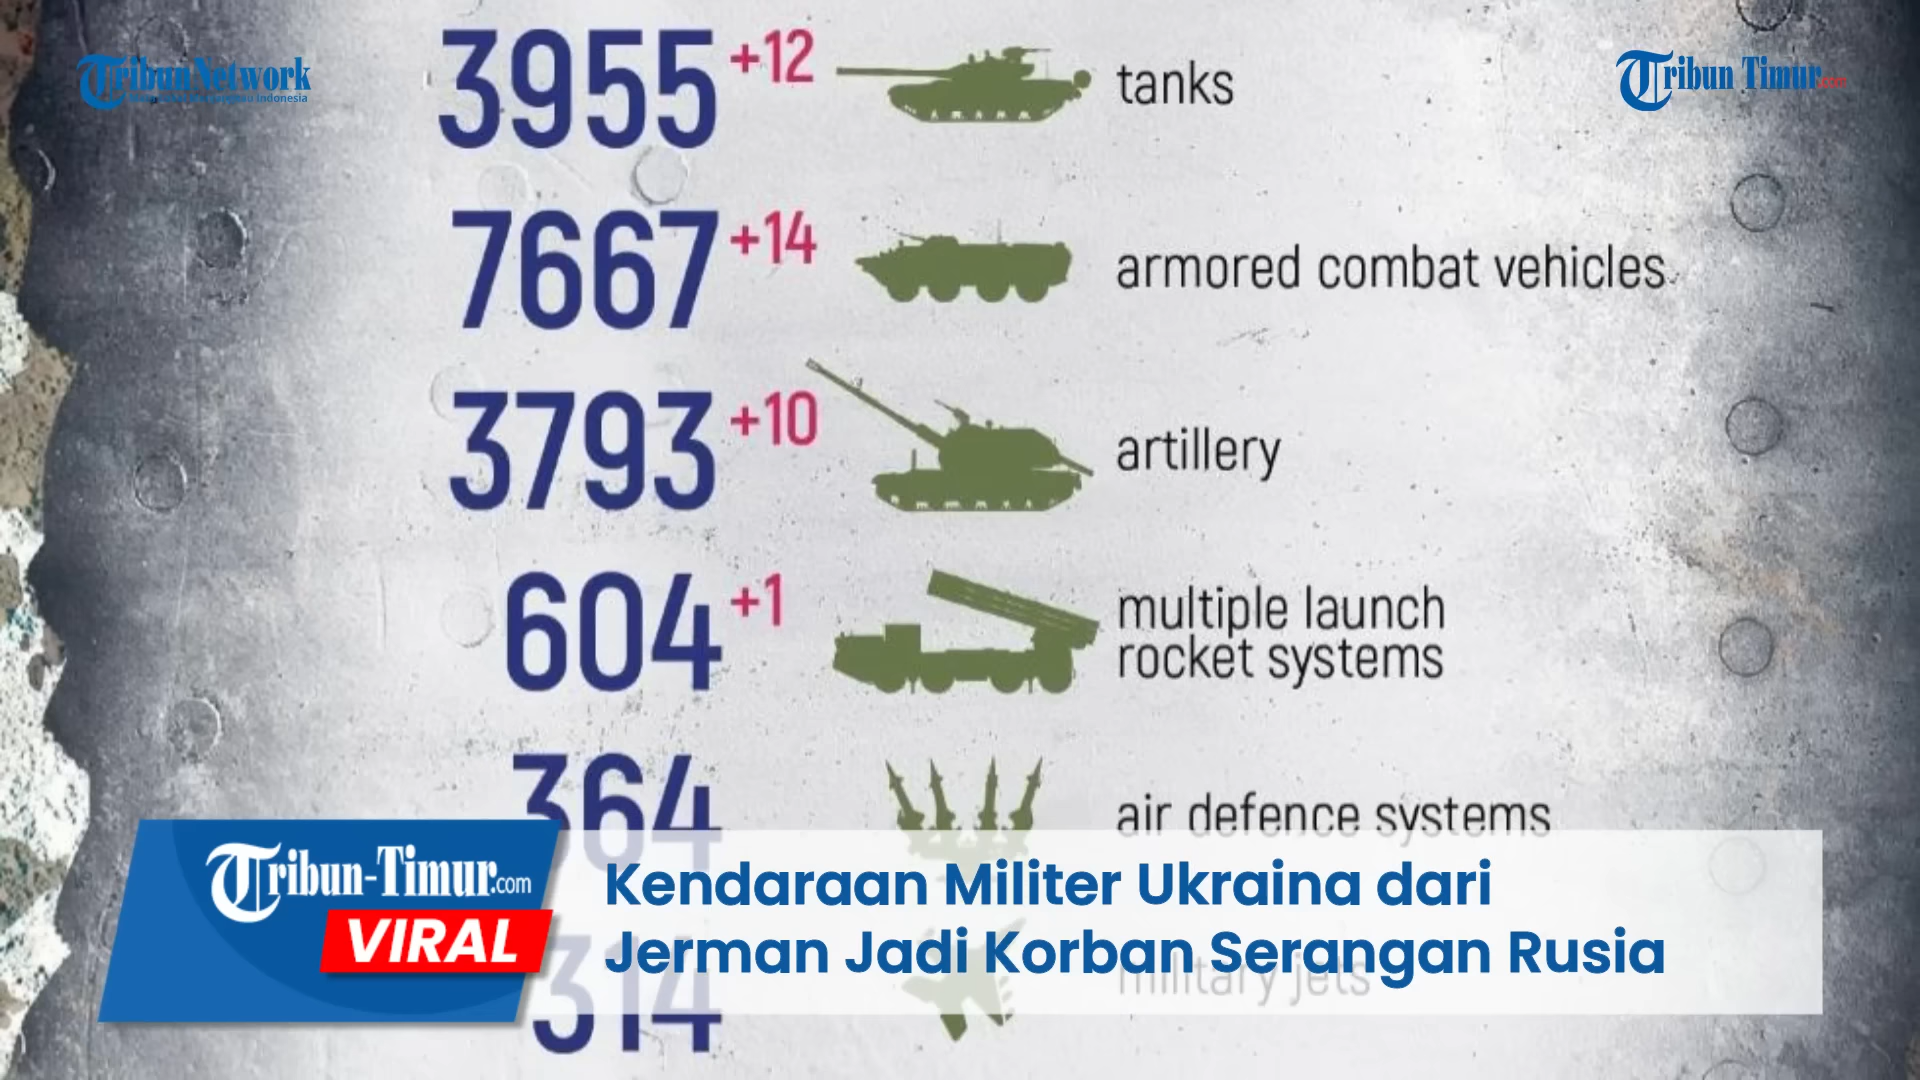 TribunNetwork
Tribun Timur.com
3955 +12 tanks
7667 +14 armored combat vehicles
3793 +10 artillery
604 +1 multiple launch
rocket systems
364 air defence systems
Tribun-Timur.com
VIRAL
Kendaraan Militer Ukraina dari
Jerman Jadi Korban Serangan Rusia
314 military jets